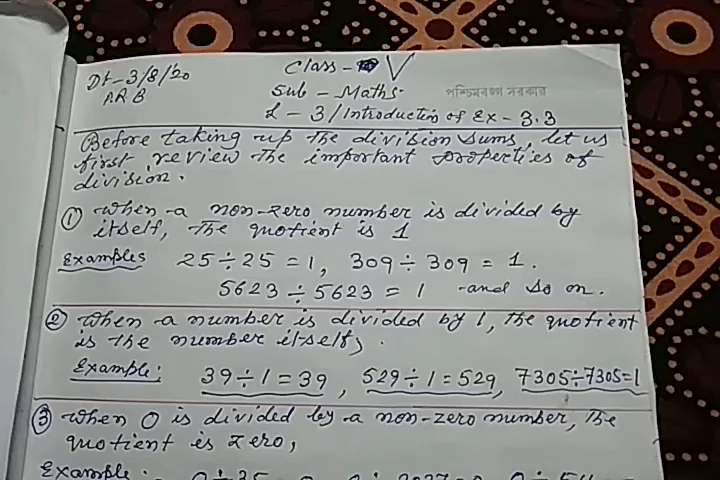 Dt-3/8/20
P.R.B
Class - V
Sub - Maths.
পশ্চিমবঙ্গ সরকার
L - 3/Introduction of Ex - 3.3
Before taking up the division sums, let us
first review the important properties of
division.
① When a non-zero number is divided by
itself, the quotient is 1
Examples 25÷25 = 1, 309÷309 = 1.
5623÷5623 = 1 and so on.
② When a number is divided by 1, the quotient
is the number itself,
Example: 39÷1=39, 529÷1=529, 7305÷7305=1
③ When 0 is divided by a non-zero number, the
quotient is zero,
Example: